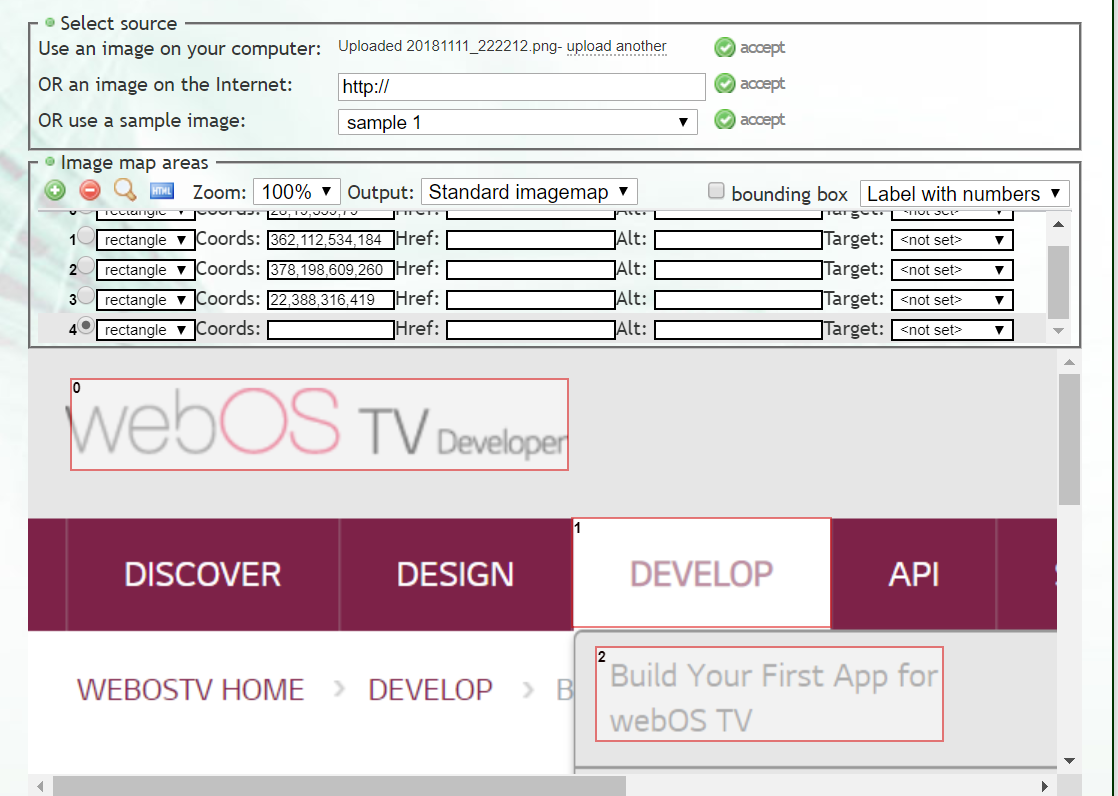 Select source
Use an image on your computer: Uploaded 20181111_222212.png- upload another accept
OR an image on the Internet: http:// accept
OR use a sample image: sample 1 accept
Image map areas
HTML Zoom: 100% Output: Standard imagemap bounding box Label with numbers
rectangle Coords: Href: Alt: Target: <not set>
1 rectangle Coords: 362,112,534,184 Href: Alt: Target: <not set>
2 rectangle Coords: 378,198,609,260 Href: Alt: Target: <not set>
3 rectangle Coords: 22,388,316,419 Href: Alt: Target: <not set>
4 rectangle Coords: Href: Alt: Target: <not set>
0
webOS TV Developer
1
DISCOVER DESIGN DEVELOP API
2
Build Your First App for
webOS TV
WEBOSTV HOME > DEVELOP > B